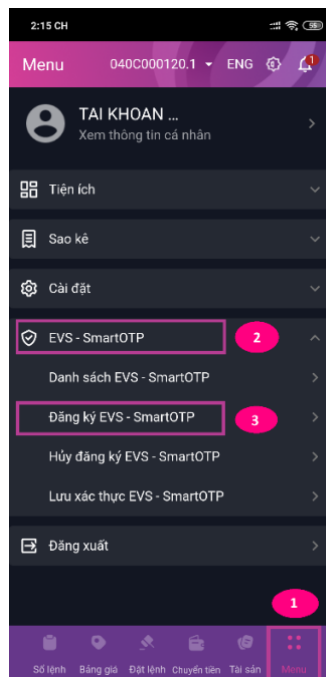 2:15 CH
55
Menu 040C000120.1 ENG
1
TAI KHOAN ...
Xem thông tin cá nhân
Tiện ích
Sao kê
Cài đặt
EVS - SmartOTP 2
Danh sách EVS - SmartOTP
Đăng ký EVS - SmartOTP 3
Hủy đăng ký EVS - SmartOTP
Lưu xác thực EVS - SmartOTP
Đăng xuất
1
Sổ lệnh Bảng giá Đặt lệnh Chuyển tiền Tài sản Menu